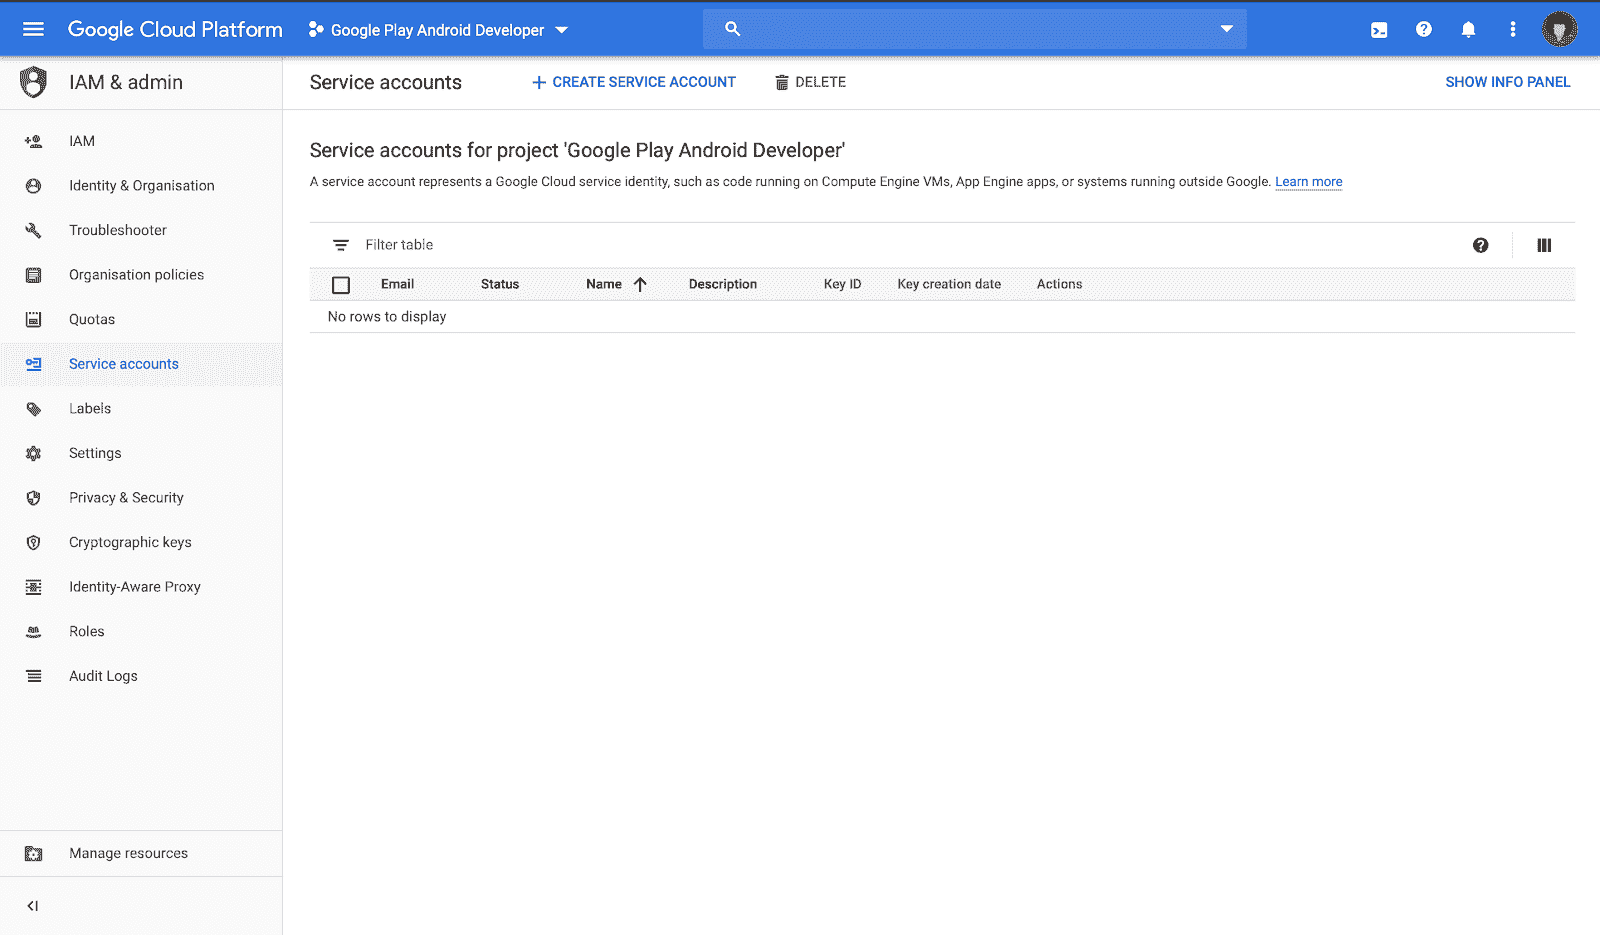 Google Cloud Platform
Google Play Android Developer
IAM & admin
Service accounts
+ CREATE SERVICE ACCOUNT
DELETE
SHOW INFO PANEL
IAM
Identity & Organisation
Troubleshooter
Organisation policies
Quotas
Service accounts
Labels
Settings
Privacy & Security
Cryptographic keys
Identity-Aware Proxy
Roles
Audit Logs
Manage resources
Service accounts for project 'Google Play Android Developer'
A service account represents a Google Cloud service identity, such as code running on Compute Engine VMs, App Engine apps, or systems running outside Google. Learn more
Filter table
Email Status Name Description Key ID Key creation date Actions
No rows to display